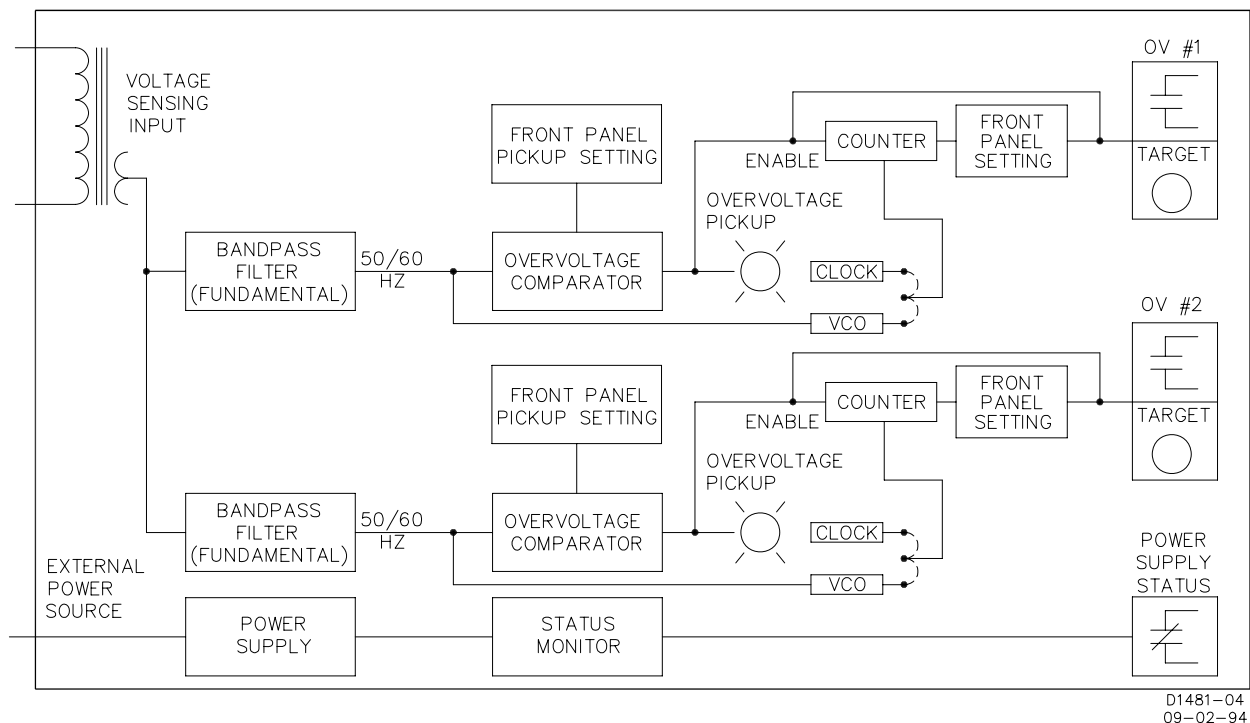 OV #1
VOLTAGE
SENSING
INPUT
FRONT PANEL
PICKUP SETTING
ENABLE
COUNTER
FRONT
PANEL
SETTING
TARGET
OVERVOLTAGE
PICKUP
BANDPASS
FILTER
(FUNDAMENTAL)
50/60
HZ
OVERVOLTAGE
COMPARATOR
CLOCK
VCO
OV #2
FRONT PANEL
PICKUP SETTING
ENABLE
COUNTER
FRONT
PANEL
SETTING
TARGET
OVERVOLTAGE
PICKUP
BANDPASS
FILTER
(FUNDAMENTAL)
50/60
HZ
OVERVOLTAGE
COMPARATOR
CLOCK
VCO
EXTERNAL
POWER
SOURCE
POWER
SUPPLY
STATUS
MONITOR
POWER
SUPPLY
STATUS
D1481-04
09-02-94